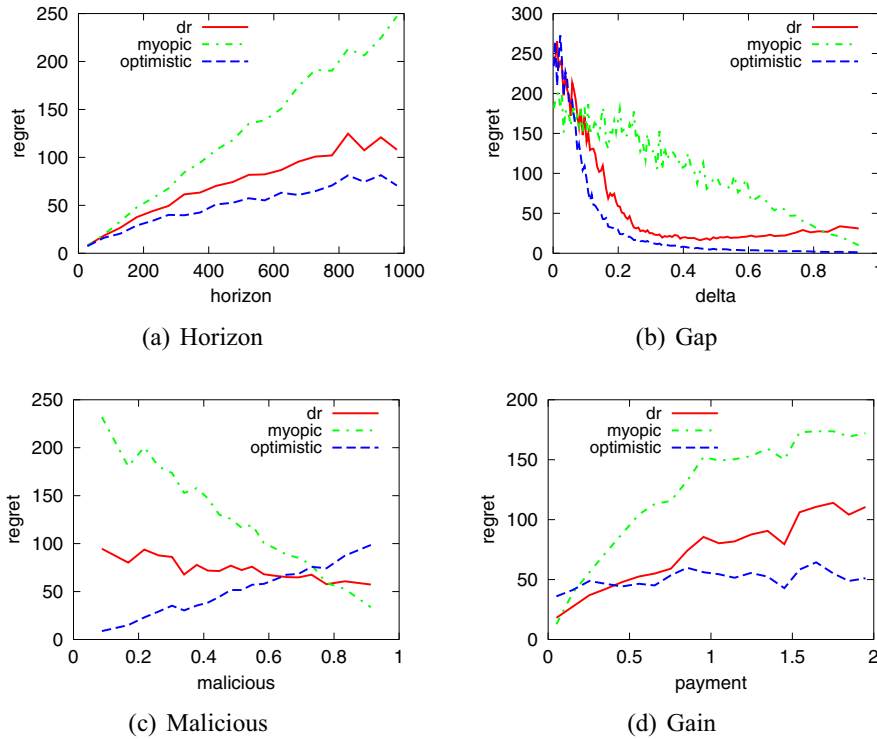 250
200
150
100
50
0
regret
dr
myopic
optimistic
0 200 400 600 800 1000
horizon
(a) Horizon
300
250
200
150
100
50
0
regret
dr
myopic
optimistic
0 0.2 0.4 0.6 0.8 1
delta
(b) Gap
250
200
150
100
50
0
regret
dr
myopic
optimistic
0 0.2 0.4 0.6 0.8 1
malicious
(c) Malicious
200
150
100
50
0
regret
dr
myopic
optimistic
0 0.5 1 1.5 2
payment
(d) Gain